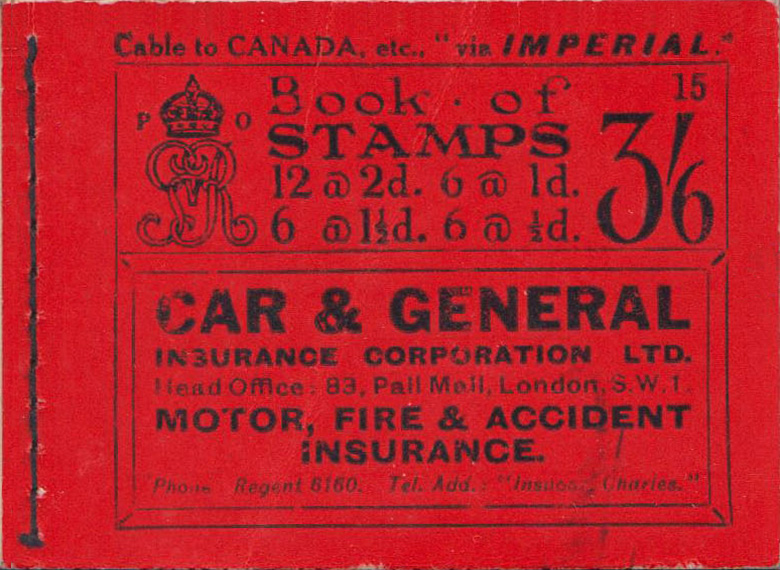 Cable to CANADA, etc., "via IMPERIAL."
15
P O
Book · of
STAMPS
12 @ 2d. 6 @ 1d.
6 @ 1½d. 6 @ ½d.
3/6
CAR & GENERAL
INSURANCE CORPORATION LTD.
Head Office: 83, Pall Mall, London, S.W.1.
MOTOR, FIRE & ACCIDENT
INSURANCE.
'Phone Regent 6160. Tel. Add.: " Charles."